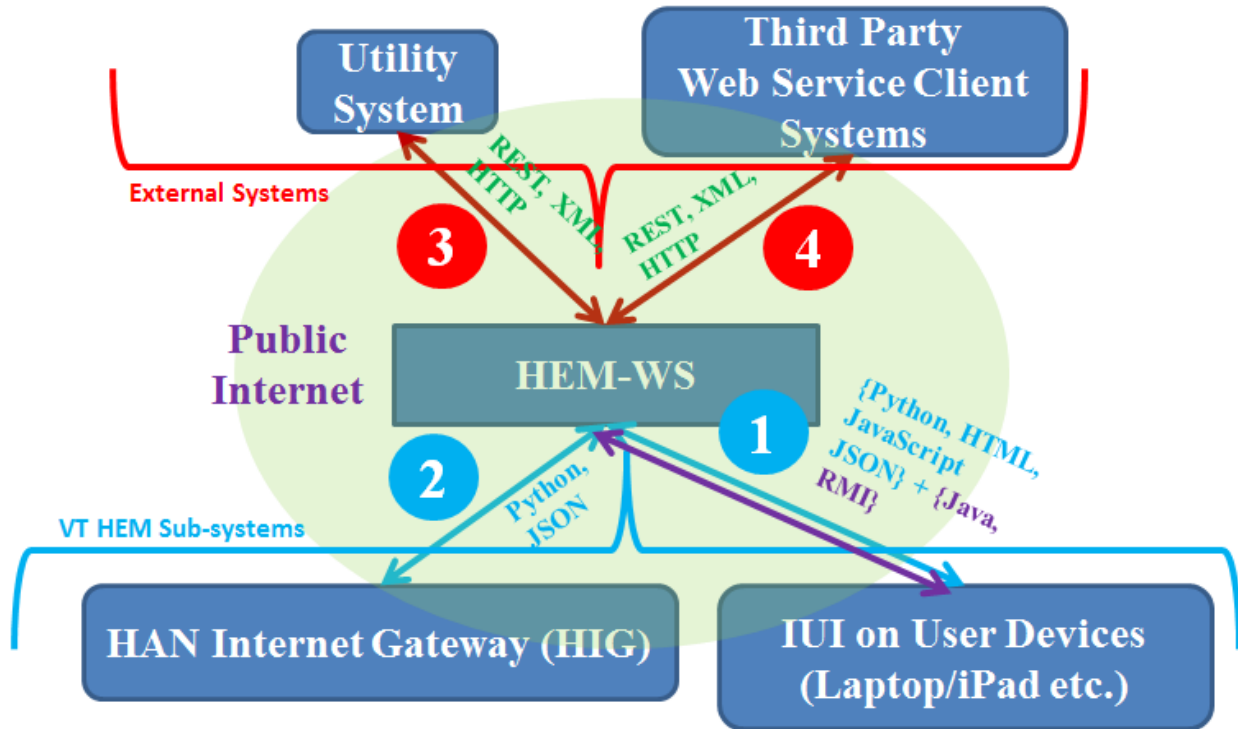 Utility
System
Third Party
Web Service Client
Systems
External Systems
REST, XML,
HTTP
REST, XML,
HTTP
3
4
Public
Internet
HEM-WS
1
{Python, HTML,
JavaScript
JSON} + {Java,
RMI}
2
Python,
JSON
VT HEM Sub-systems
HAN Internet Gateway (HIG)
IUI on User Devices
(Laptop/iPad etc.)